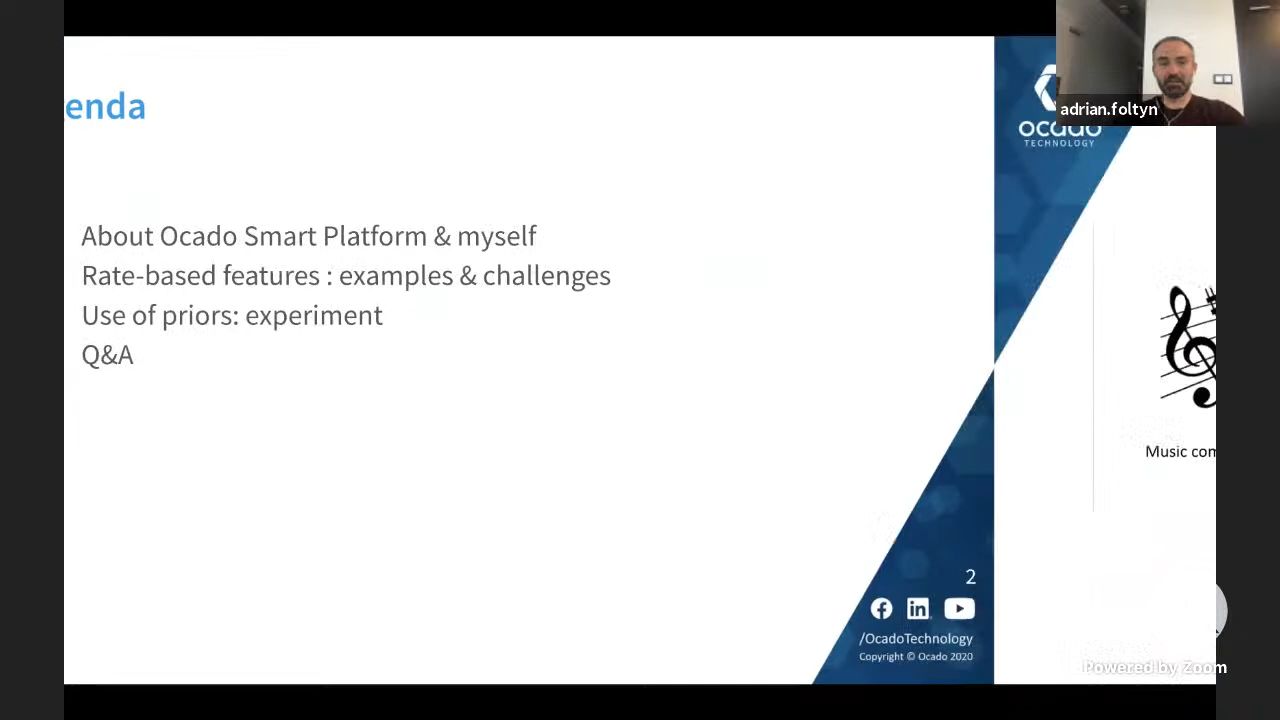 enda
About Ocado Smart Platform & myself
Rate-based features : examples & challenges
Use of priors: experiment
Q&A
2
/OcadoTechnology
Copyright © Ocado 2020
ocado
TECHNOLOGY
adrian.foltyn
Music com
Powered by Zoom